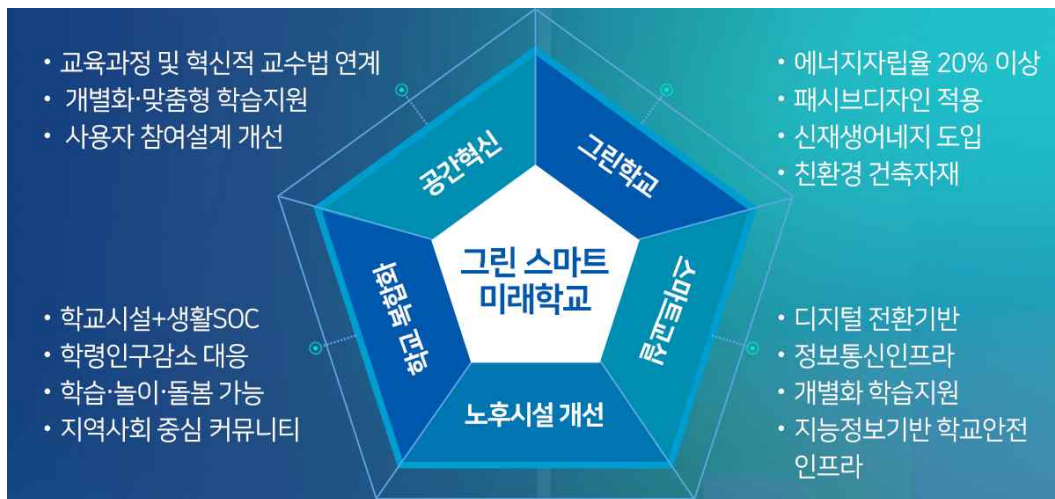 • 교육과정 및 혁신적 교수법 연계
• 개별화·맞춤형 학습지원
• 사용자 참여설계 개선
• 에너지자립율 20% 이상
• 패시브디자인 적용
• 신재생어네지 도입
• 친환경 건축자재
공간혁신
그린학교
그린 스마트
미래학교
학교복합화
스마트교실
노후시설 개선
• 학교시설+생활SOC
• 학령인구감소 대응
• 학습·놀이·돌봄 가능
• 지역사회 중심 커뮤니티
• 디지털 전환기반
• 정보통신인프라
• 개별화 학습지원
• 지능정보기반 학교안전
인프라